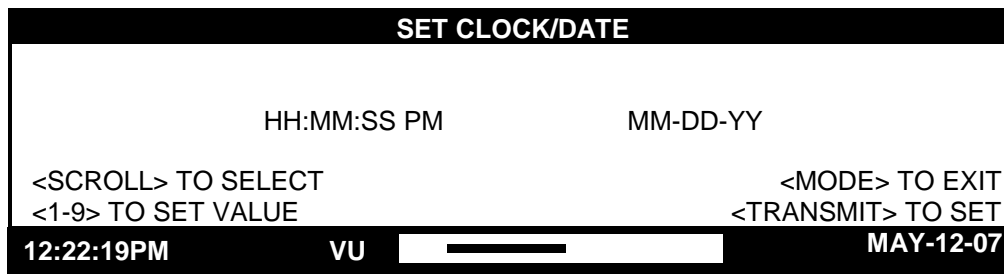 SET CLOCK/DATE
HH:MM:SS PM MM-DD-YY
<SCROLL> TO SELECT <MODE> TO EXIT
<1-9> TO SET VALUE <TRANSMIT> TO SET
12:22:19PM VU MAY-12-07